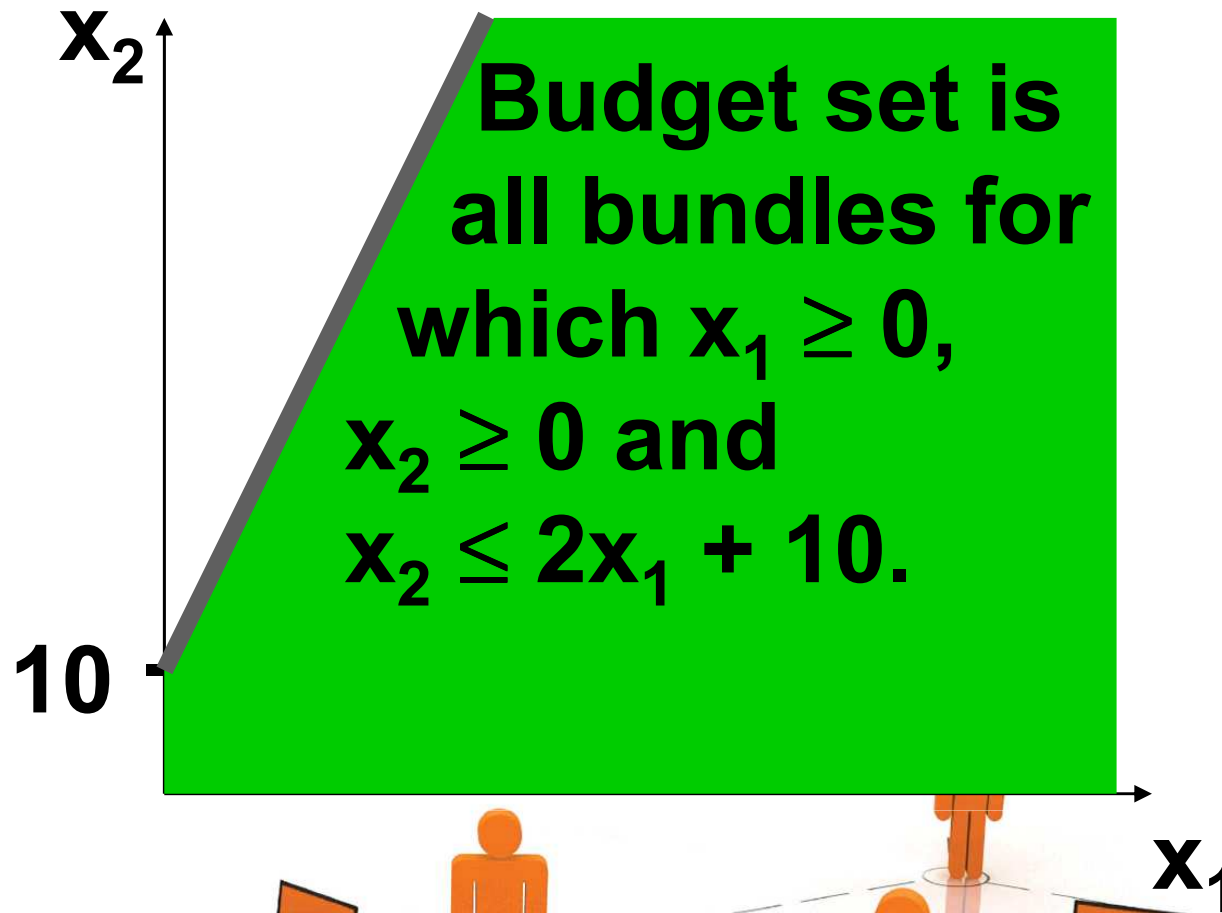 x₂
Budget set is
all bundles for
which x₁ ≥ 0,
x₂ ≥ 0 and
x₂ ≤ 2x₁ + 10.
10
x₁